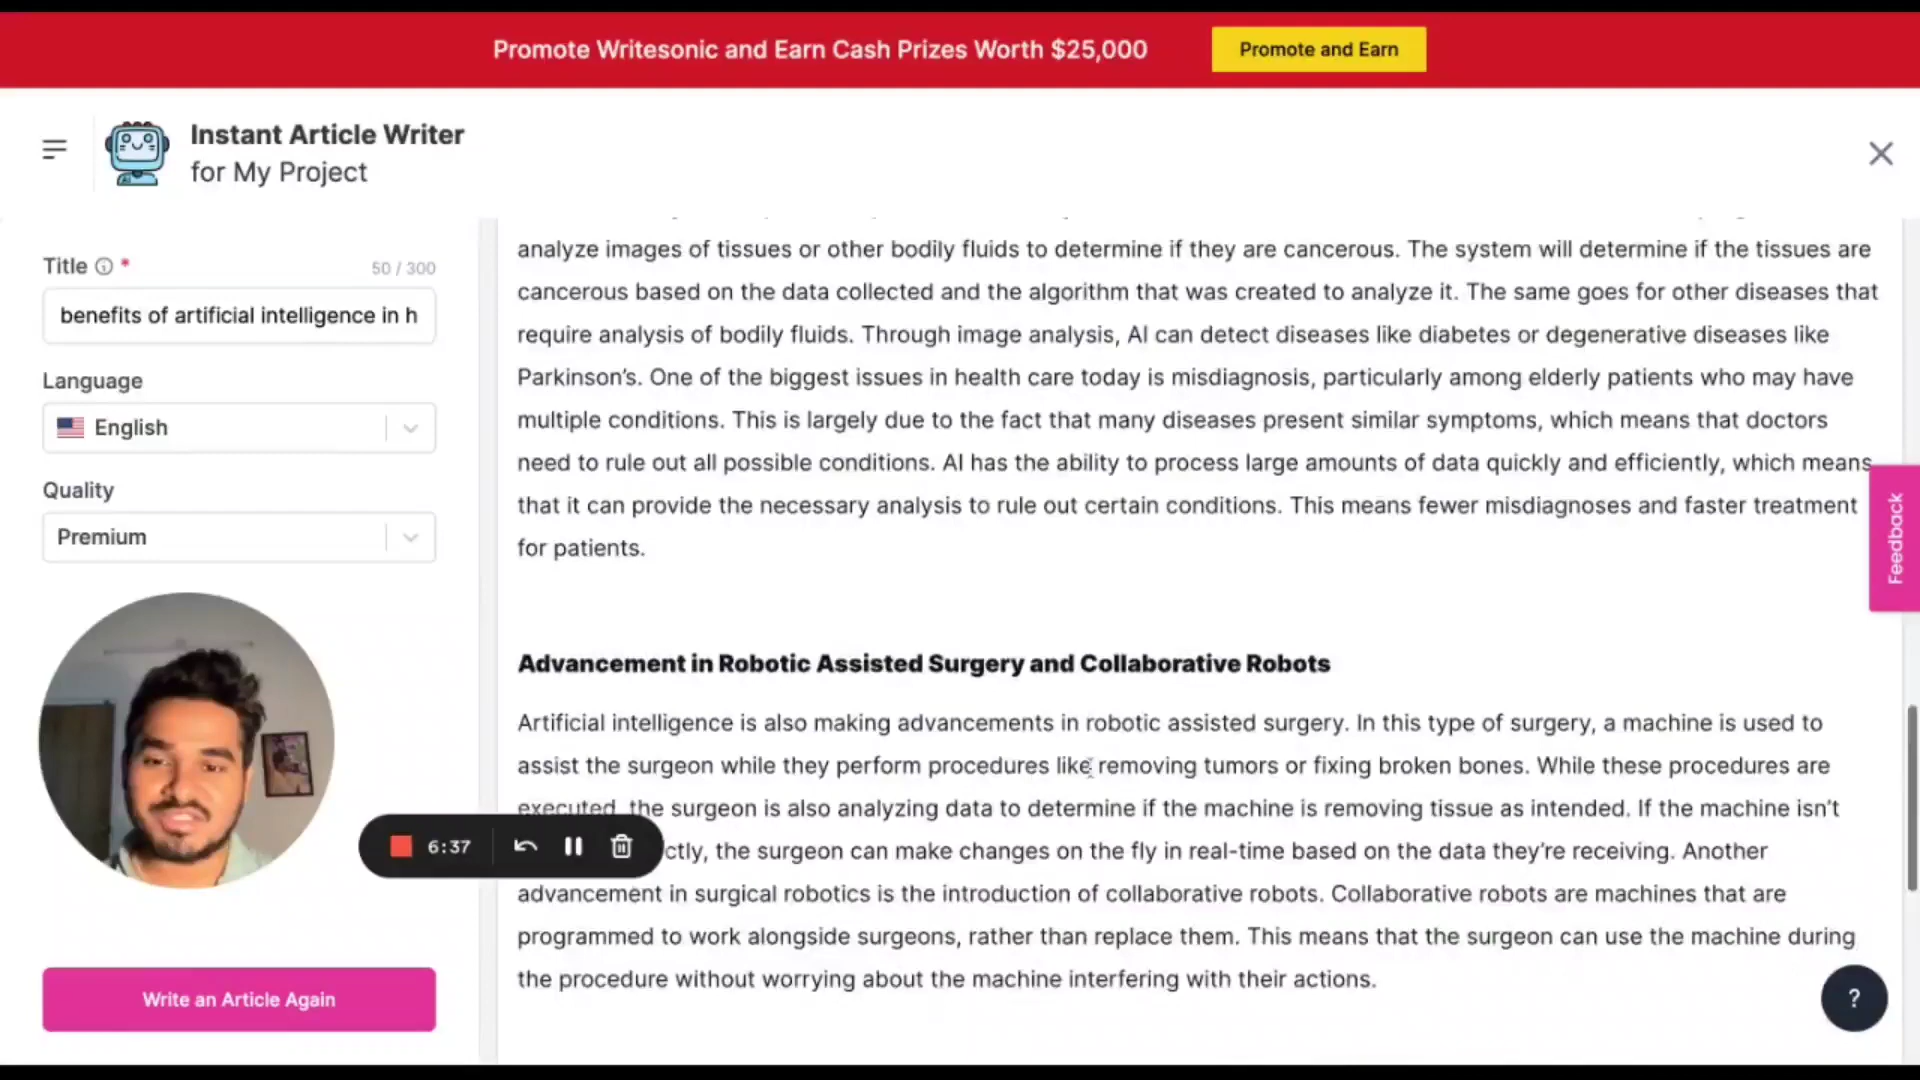 Promote Writesonic and Earn Cash Prizes Worth $25,000
Promote and Earn
Instant Article Writer
for My Project
Title
*
50 / 300
benefits of artificial intelligence in h
Language
English
Quality
Premium
6:37
Write an Article Again
analyze images of tissues or other bodily fluids to determine if they are cancerous. The system will determine if the tissues are
cancerous based on the data collected and the algorithm that was created to analyze it. The same goes for other diseases that
require analysis of bodily fluids. Through image analysis, AI can detect diseases like diabetes or degenerative diseases like
Parkinson's. One of the biggest issues in health care today is misdiagnosis, particularly among elderly patients who may have
multiple conditions. This is largely due to the fact that many diseases present similar symptoms, which means that doctors
need to rule out all possible conditions. AI has the ability to process large amounts of data quickly and efficiently, which means
that it can provide the necessary analysis to rule out certain conditions. This means fewer misdiagnoses and faster treatment
for patients.
Advancement in Robotic Assisted Surgery and Collaborative Robots
Artificial intelligence is also making advancements in robotic assisted surgery. In this type of surgery, a machine is used to
assist the surgeon while they perform procedures like removing tumors or fixing broken bones. While these procedures are
executed, the surgeon is also analyzing data to determine if the machine is removing tissue as intended. If the machine isn't
ctly, the surgeon can make changes on the fly in real-time based on the data they're receiving. Another
advancement in surgical robotics is the introduction of collaborative robots. Collaborative robots are machines that are
programmed to work alongside surgeons, rather than replace them. This means that the surgeon can use the machine during
the procedure without worrying about the machine interfering with their actions.
Feedback
?